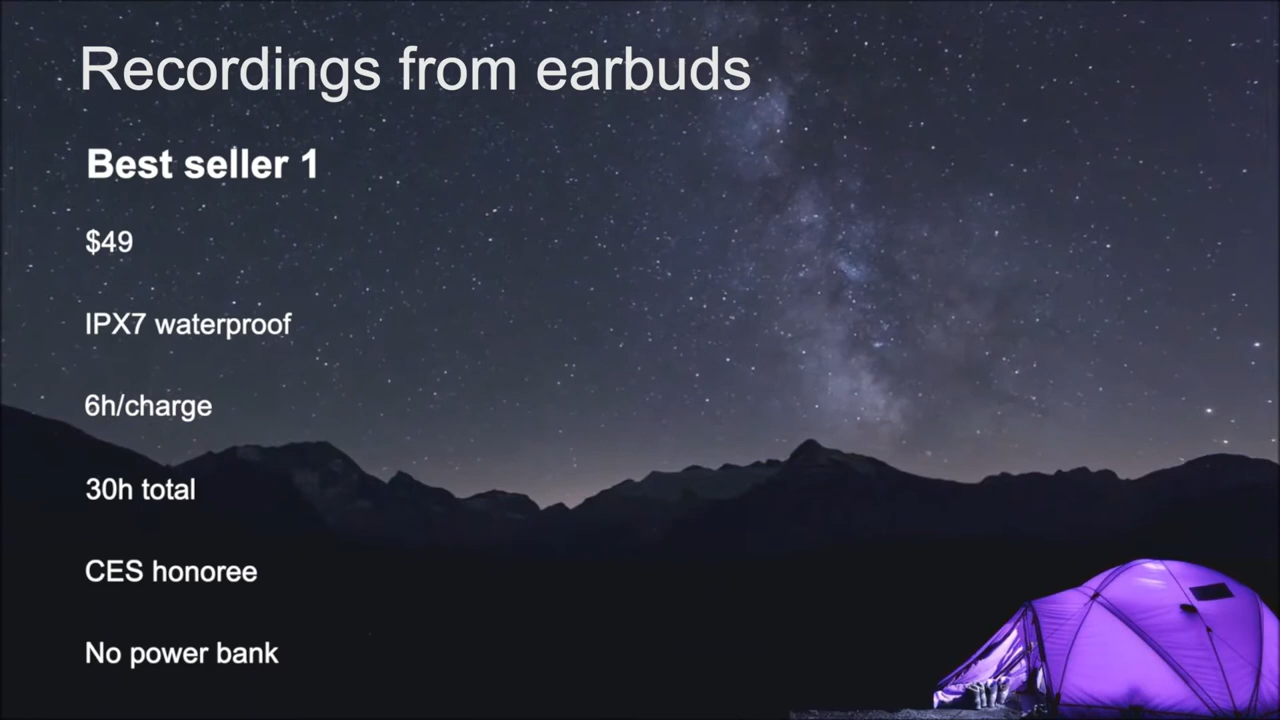 Recordings from earbuds
Best seller 1
$49
IPX7 waterproof
6h/charge
30h total
CES honoree
No power bank